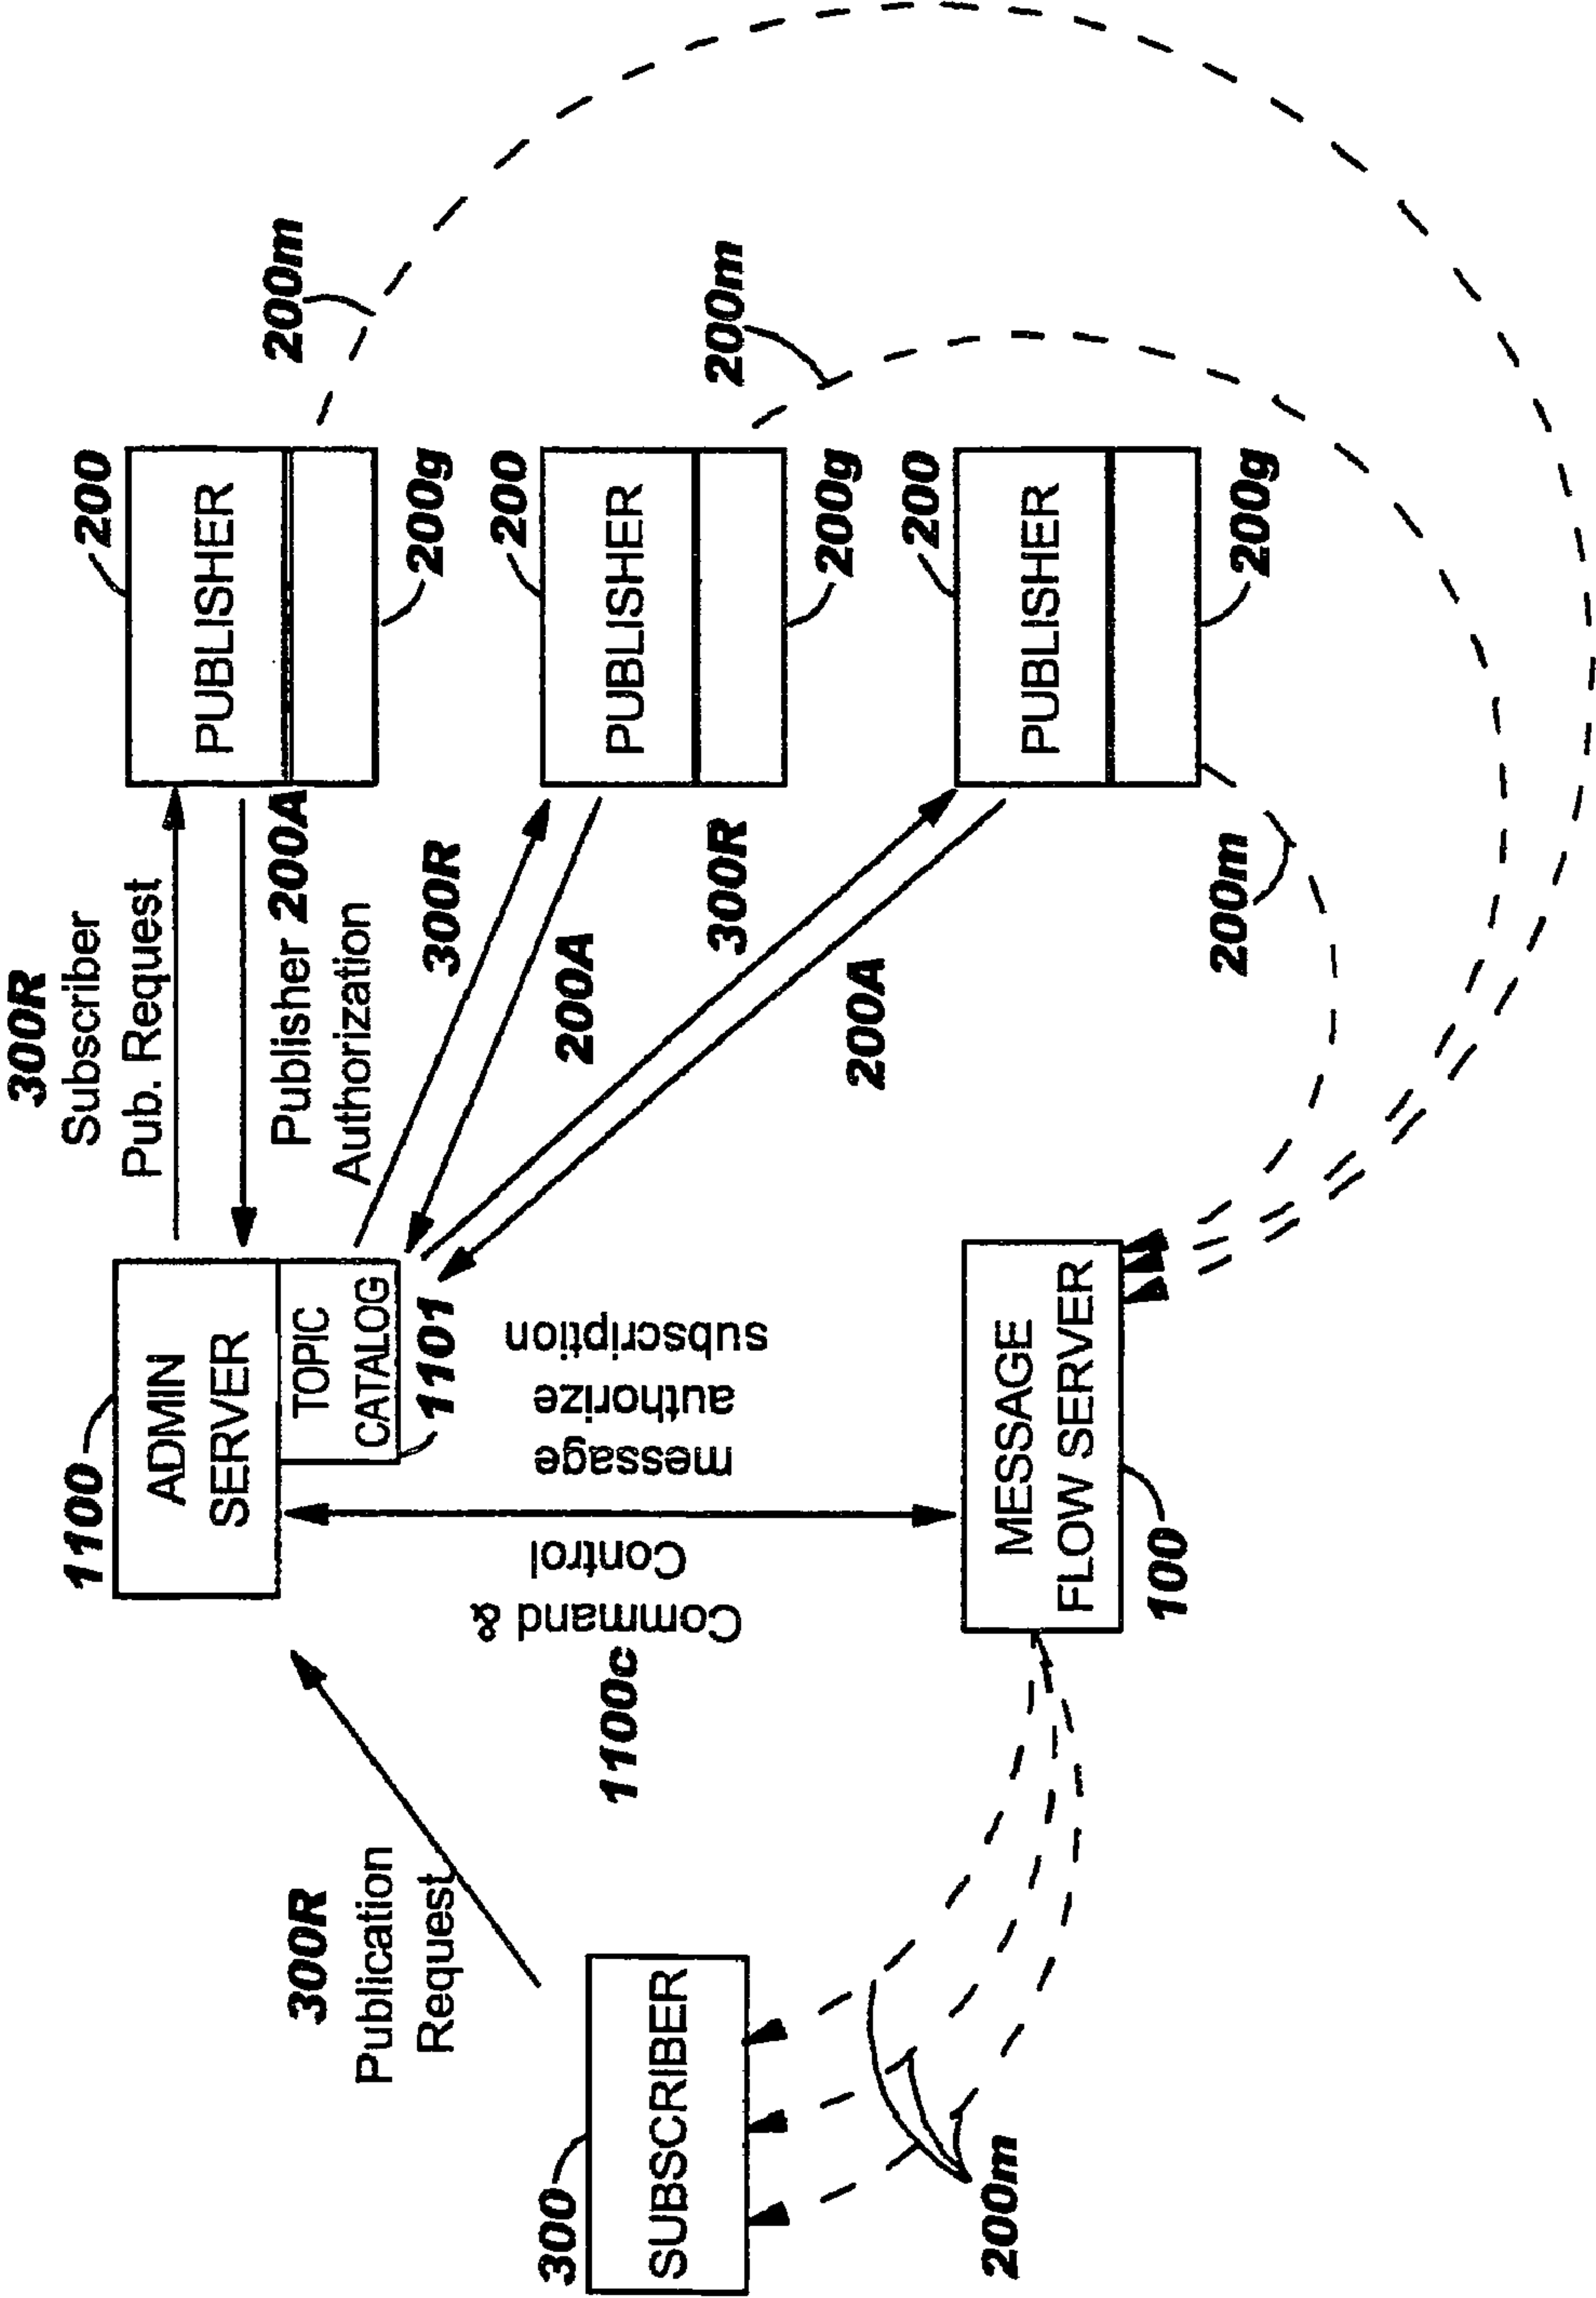 300R
Subscriber
Pub. Request
1100
ADMIN
SERVER
TOPIC
CATALOG
1101
Publisher 200A
Authorization
200
PUBLISHER
200g
200m
300R
200A
200
PUBLISHER
200g
200m
300R
200A
200
PUBLISHER
200g
200m
300R
Publication
Request
300
SUBSCRIBER
1100c
Command &
Control
message
authorize
subscription
MESSAGE
FLOW SERVER
100
200m